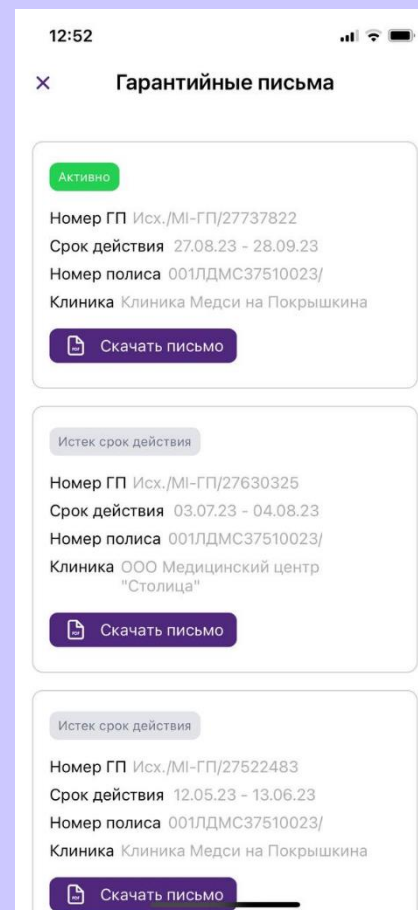 12:52
Гарантийные письма
Активно
Номер ГП Исх./MI-ГП/27737822
Срок действия 27.08.23 - 28.09.23
Номер полиса 001ЛДМС37510023/
Клиника Клиника Медси на Покрышкина
PDF Скачать письмо
Истек срок действия
Номер ГП Исх./MI-ГП/27630325
Срок действия 03.07.23 - 04.08.23
Номер полиса 001ЛДМС37510023/
Клиника ООО Медицинский центр
"Столица"
PDF Скачать письмо
Истек срок действия
Номер ГП Исх./MI-ГП/27522483
Срок действия 12.05.23 - 13.06.23
Номер полиса 001ЛДМС37510023/
Клиника Клиника Медси на Покрышкина
PDF Скачать письмо